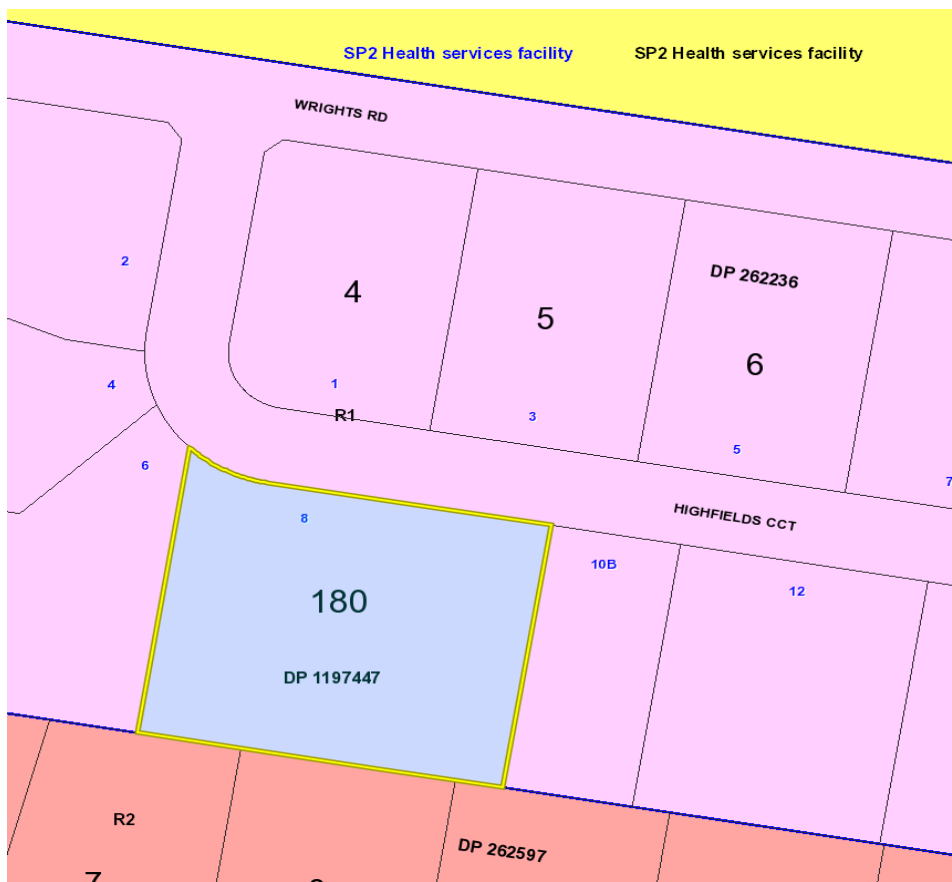 SP2 Health services facility
SP2 Health services facility
WRIGHTS RD
2
4
DP 262236
5
6
4
1
R1
3
5
6
7
8
HIGHFIELDS CCT
10B
12
180
DP 1197447
R2
DP 262597
7